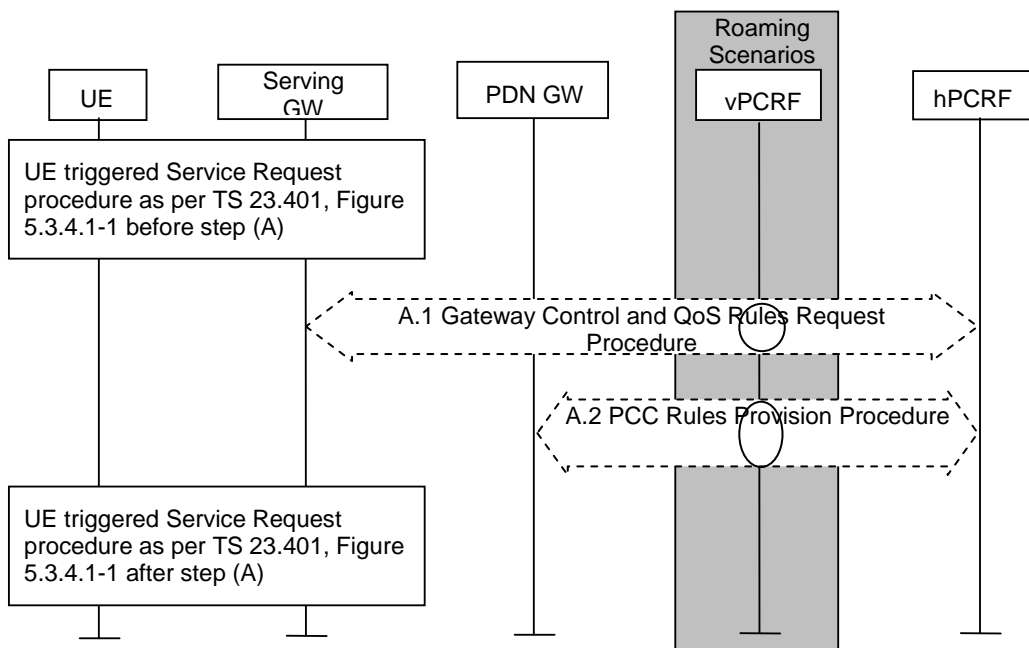 Roaming
Scenarios
UE
Serving
GW
PDN GW
vPCRF
hPCRF
UE triggered Service Request
procedure as per TS 23.401, Figure
5.3.4.1-1 before step (A)
A.1 Gateway Control and QoS Rules Request
Procedure
A.2 PCC Rules Provision Procedure
UE triggered Service Request
procedure as per TS 23.401, Figure
5.3.4.1-1 after step (A)